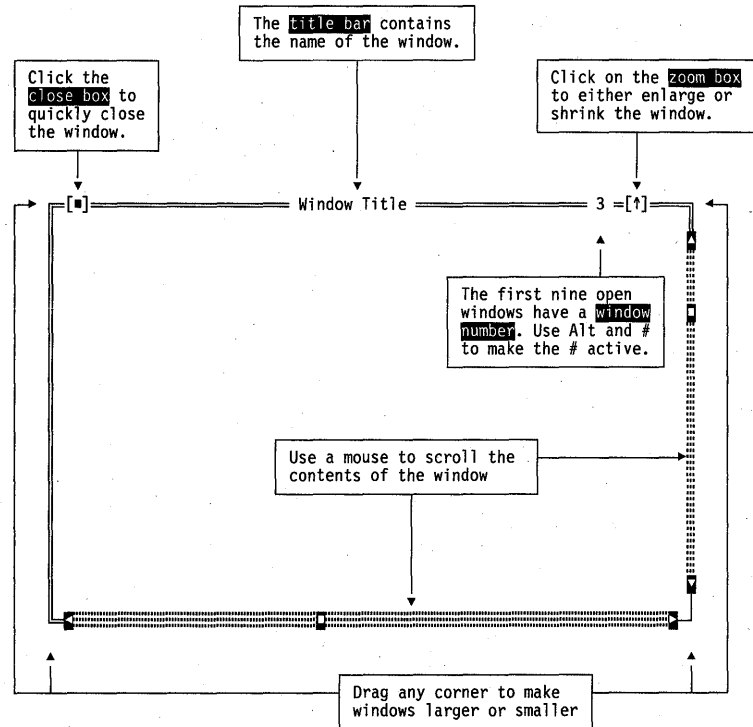 The title bar contains
the name of the window.
Click the
close box to
quickly close
the window.
Click on the zoom box
to either enlarge or
shrink the window.
[■] Window Title 3 [↑]
The first nine open
windows have a window
number. Use Alt and #
to make the # active.
Use a mouse to scroll the
contents of the window
Drag any corner to make
windows larger or smaller